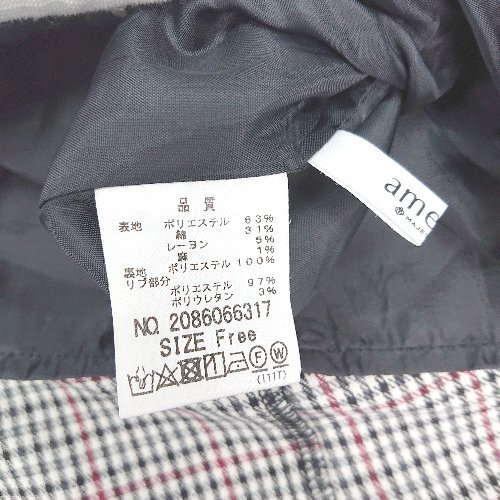 品質
表地 ポリエステル 63%
綿 31%
レーヨン 5%
麻 1%
裏地 ポリエステル 100%
リブ部分
ポリエステル 97%
ポリウレタン 3%
NO. 2086066317
SIZE Free
(111T)
ame